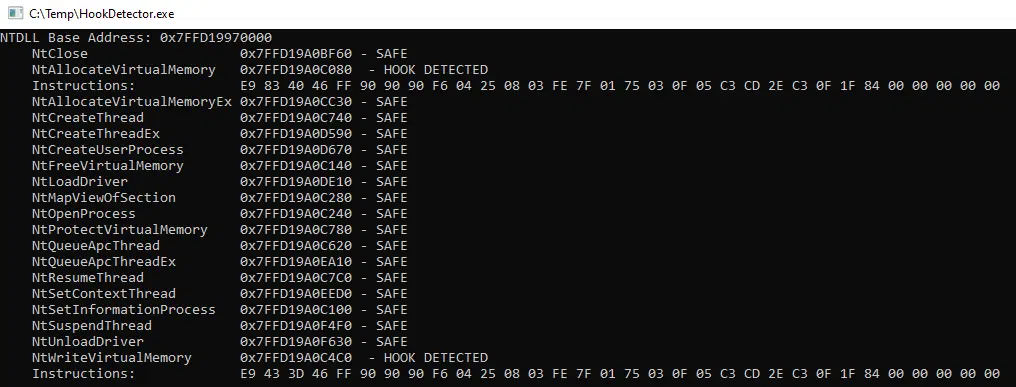 C:\Temp\HookDetector.exe
NTDLL Base Address: 0x7FFD19970000
NtClose 0x7FFD19A0BF60 - SAFE
NtAllocateVirtualMemory 0x7FFD19A0C080 - HOOK DETECTED
Instructions: E9 83 40 46 FF 90 90 90 F6 04 25 08 03 FE 7F 01 75 03 0F 05 C3 CD 2E C3 0F 1F 84 00 00 00 00 00
NtAllocateVirtualMemoryEx 0x7FFD19A0CC30 - SAFE
NtCreateThread 0x7FFD19A0C740 - SAFE
NtCreateThreadEx 0x7FFD19A0D590 - SAFE
NtCreateUserProcess 0x7FFD19A0D670 - SAFE
NtFreeVirtualMemory 0x7FFD19A0C140 - SAFE
NtLoadDriver 0x7FFD19A0DE10 - SAFE
NtMapViewOfSection 0x7FFD19A0C280 - SAFE
NtOpenProcess 0x7FFD19A0C240 - SAFE
NtProtectVirtualMemory 0x7FFD19A0C780 - SAFE
NtQueueApcThread 0x7FFD19A0C620 - SAFE
NtQueueApcThreadEx 0x7FFD19A0EA10 - SAFE
NtResumeThread 0x7FFD19A0C7C0 - SAFE
NtSetContextThread 0x7FFD19A0EED0 - SAFE
NtSetInformationProcess 0x7FFD19A0C100 - SAFE
NtSuspendThread 0x7FFD19A0F4F0 - SAFE
NtUnloadDriver 0x7FFD19A0F630 - SAFE
NtWriteVirtualMemory 0x7FFD19A0C4C0 - HOOK DETECTED
Instructions: E9 43 3D 46 FF 90 90 90 F6 04 25 08 03 FE 7F 01 75 03 0F 05 C3 CD 2E C3 0F 1F 84 00 00 00 00 00